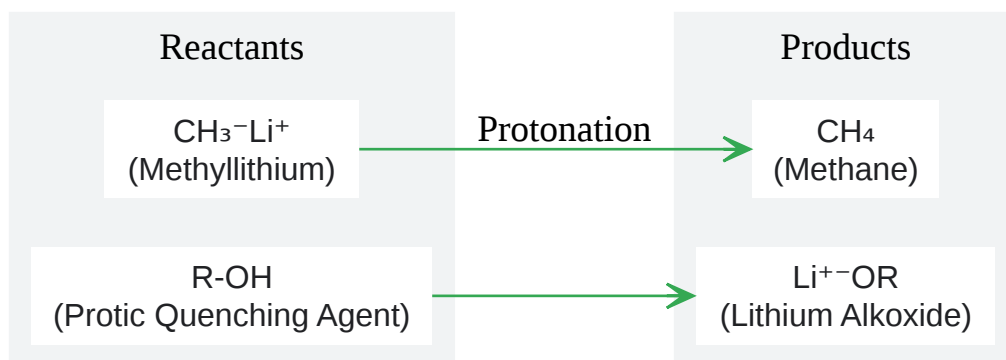 Reactants
Products
CH₃⁻Li⁺
(Methyllithium)
Protonation
CH₄
(Methane)
R-OH
(Protic Quenching Agent)
Li⁺⁻OR
(Lithium Alkoxide)